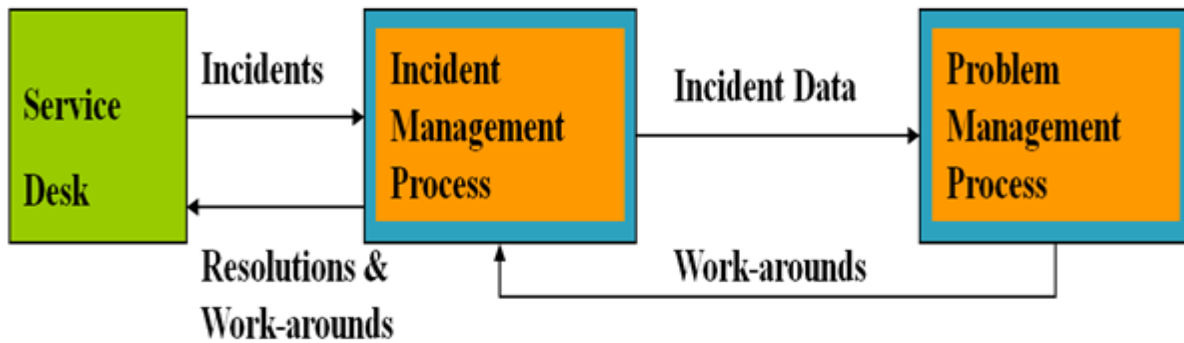 Service
Desk
Incidents
Resolutions &
Work-arounds
Incident
Management
Process
Incident Data
Work-arounds
Problem
Management
Process